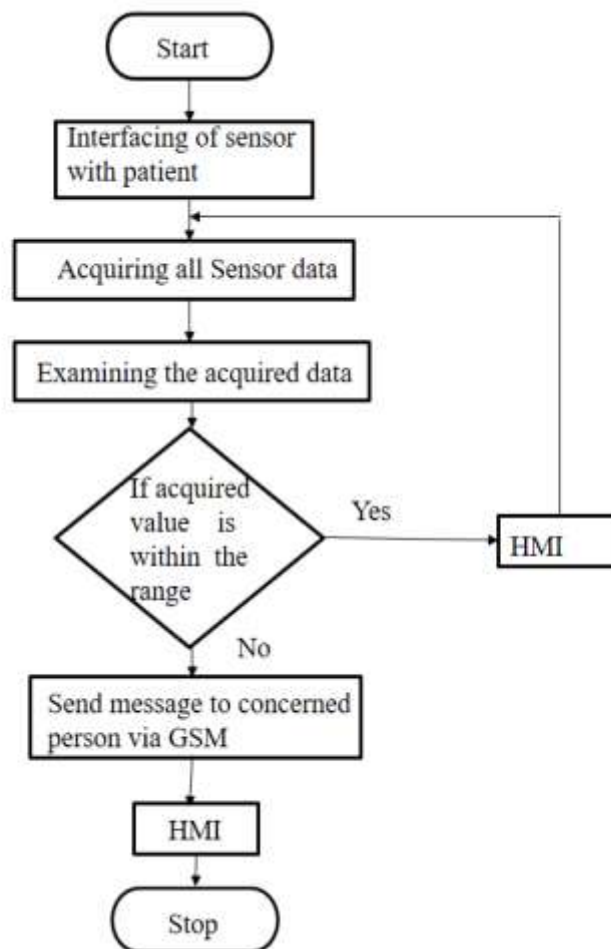 Start
Interfacing of sensor
with patient
Acquiring all Sensor data
Examining the acquired data
If acquired
value is
within the
range
Yes
HMI
No
Send message to concerned
person via GSM
HMI
Stop